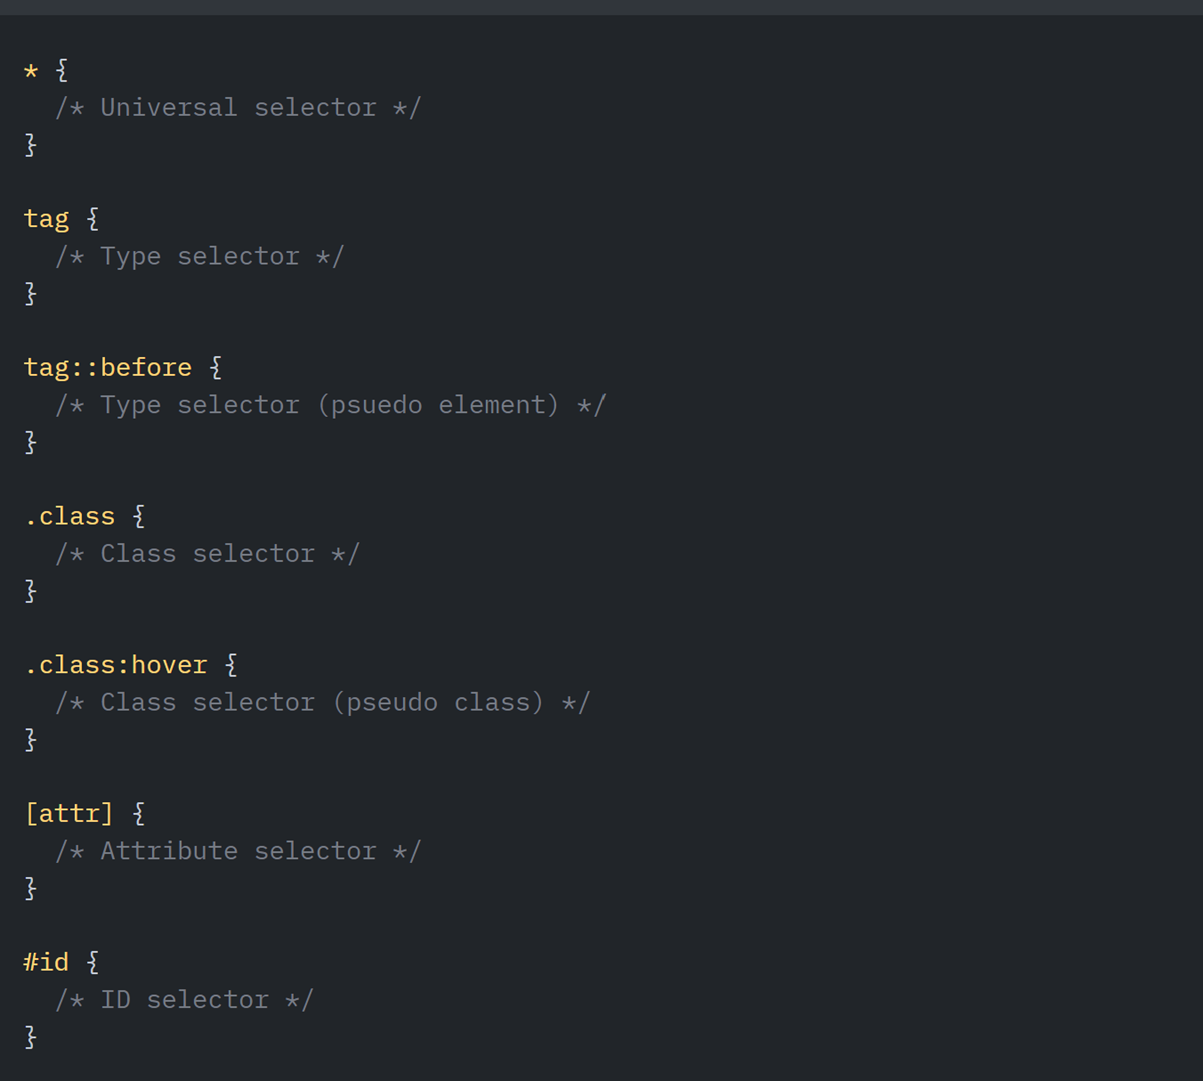 * {
  /* Universal selector */
}

tag {
  /* Type selector */
}

tag::before {
  /* Type selector (psuedo element) */
}

.class {
  /* Class selector */
}

.class:hover {
  /* Class selector (pseudo class) */
}

[attr] {
  /* Attribute selector */
}

#id {
  /* ID selector */
}